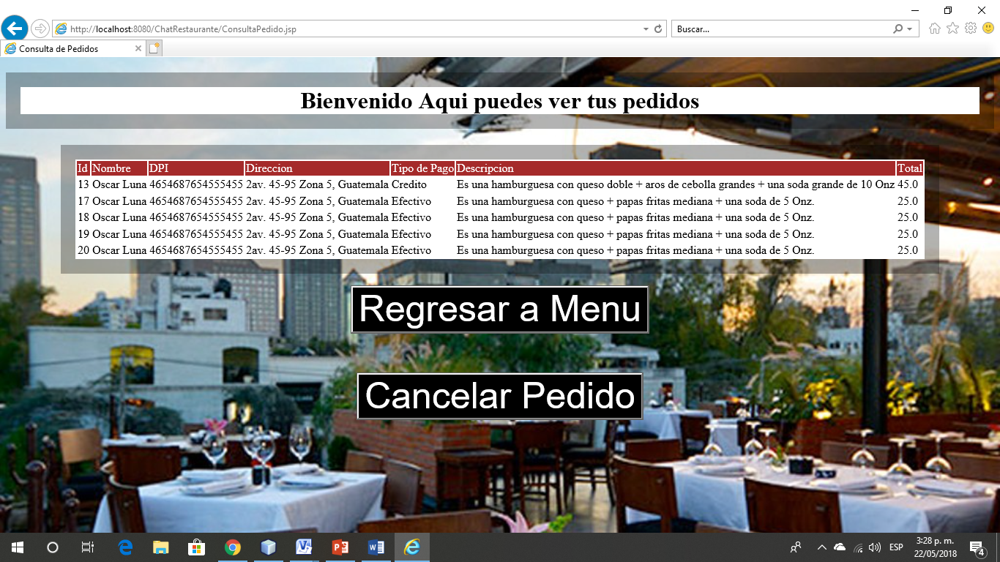 http://localhost:8080/ChatRestaurante/ConsultaPedido.jsp
Buscar...
Consulta de Pedidos
Bienvenido Aqui puedes ver tus pedidos
Id Nombre DPI Direccion Tipo de Pago Descripcion Total
13 Oscar Luna 4654687654555455 2av. 45-95 Zona 5, Guatemala Credito Es una hamburguesa con queso doble + aros de cebolla grandes + una soda grande de 10 Onz 45.0
17 Oscar Luna 4654687654555455 2av. 45-95 Zona 5, Guatemala Efectivo Es una hamburguesa con queso + papas fritas mediana + una soda de 5 Onz. 25.0
18 Oscar Luna 4654687654555455 2av. 45-95 Zona 5, Guatemala Efectivo Es una hamburguesa con queso + papas fritas mediana + una soda de 5 Onz. 25.0
19 Oscar Luna 4654687654555455 2av. 45-95 Zona 5, Guatemala Efectivo Es una hamburguesa con queso + papas fritas mediana + una soda de 5 Onz. 25.0
20 Oscar Luna 4654687654555455 2av. 45-95 Zona 5, Guatemala Efectivo Es una hamburguesa con queso + papas fritas mediana + una soda de 5 Onz. 25.0
Regresar a Menu
Cancelar Pedido
ESP
3:28 p. m.
22/05/2018
4